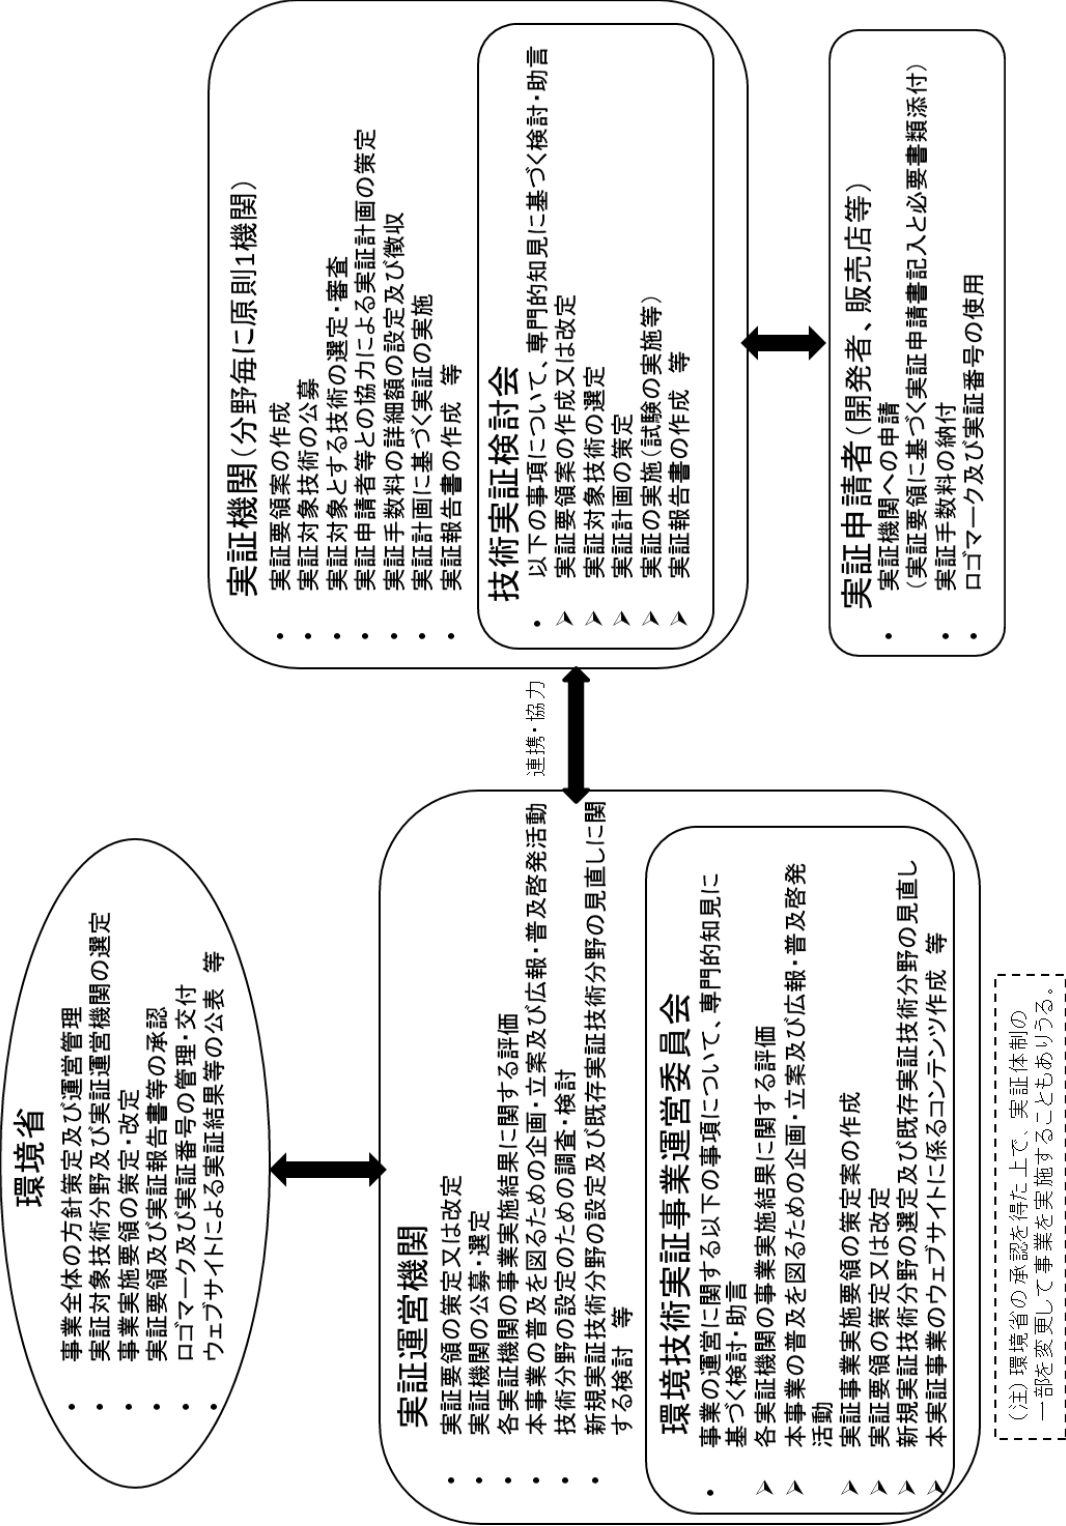 環境省
・事業全体の方針策定及び運営管理
・実証対象技術分野及び実証運営機関の選定
・事業実施要領の策定・改定
・実証要領及び実証報告書等の承認
・ロゴマーク及び実証番号の管理・交付
・ウェブサイトによる実証結果等の公表 等
実証運営機関
・実証要領の策定又は改定
・実証機関の公募・選定
・各実証機関の事業実施結果に関する評価
・本事業の普及を図るための企画・立案及び広報・普及啓発活動
・技術分野の設定のための調査・検討
・新規実証技術分野の設定及び既存実証技術分野の見直しに関
する検討 等
環境技術実証事業運営委員会
・事業の運営に関する以下の事項について、専門的知見に
基づく検討・助言
➢各実証機関の事業実施結果に関する評価
➢本事業の普及を図るための企画・立案及び広報・普及啓発
活動
➢実証事業実施要領の策定案の作成
➢実証要領の策定又は改定
➢新規実証技術分野の選定及び既存実証技術分野の見直し
➢本実証事業のウェブサイトに係るコンテンツ作成 等
(注)環境省の承認を得た上で、実証体制の
一部を変更して事業を実施することもありうる。
連携・協力
実証機関(分野毎に原則1機関)
・実証要領案の作成
・実証対象技術の公募
・実証対象とする技術の選定・審査
・実証申請者等との協力による実証計画の策定
・実証手数料の詳細額の設定及び徴収
・実証計画に基づく実証の実施
・実証報告書の作成 等
技術実証検討会
・以下の事項について、専門的知見に基づく検討・助言
➢実証要領案の作成又は改定
➢実証対象技術の選定
➢実証計画の策定
➢実証の実施(試験の実施等)
➢実証報告書の作成 等
実証申請者(開発者、販売店等)
・実証機関への申請
(実証要領に基づく実証申請書記入と必要書類添付)
・実証手数料の納付
・ロゴマーク及び実証番号の使用